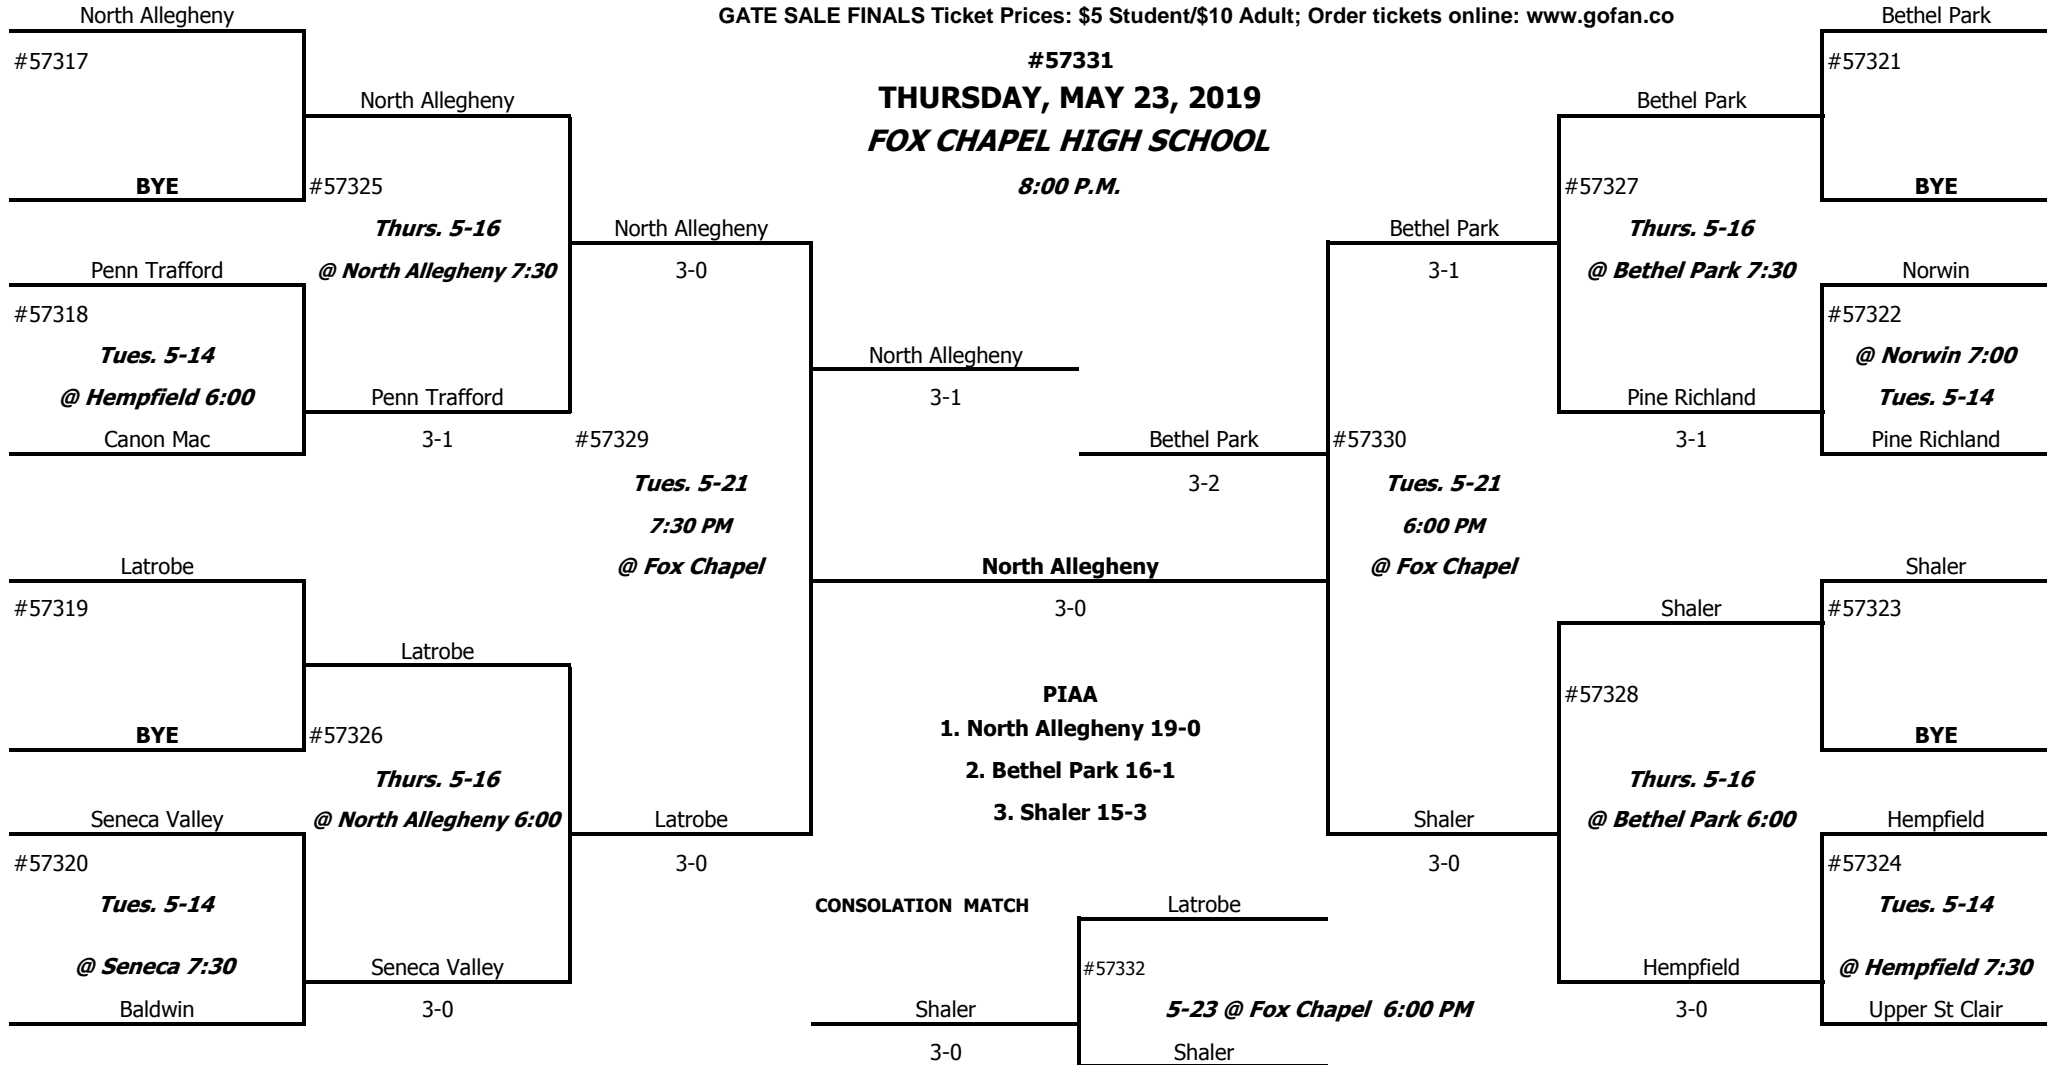 North Allegheny
GATE SALE FINALS Ticket Prices: $5 Student/$10 Adult; Order tickets online: www.gofan.co
Bethel Park
#57317
#57331
#57321
North Allegheny
THURSDAY, MAY 23, 2019
Bethel Park
FOX CHAPEL HIGH SCHOOL
BYE
#57325
8:00 P.M.
#57327
BYE
Thurs. 5-16
North Allegheny
Bethel Park
Thurs. 5-16
Penn Trafford
@ North Allegheny 7:30
3-0
3-1
@ Bethel Park 7:30
Norwin
#57318
#57322
Tues. 5-14
North Allegheny
@ Norwin 7:00
@ Hempfield 6:00
Penn Trafford
3-1
Pine Richland
Tues. 5-14
Canon Mac
3-1
#57329
Bethel Park
#57330
3-1
Pine Richland
Tues. 5-21
3-2
Tues. 5-21
7:30 PM
6:00 PM
Latrobe
@ Fox Chapel
North Allegheny
@ Fox Chapel
Shaler
#57319
3-0
Shaler
#57323
Latrobe
PIAA
#57328
BYE
#57326
1. North Allegheny 19-0
BYE
Thurs. 5-16
2. Bethel Park 16-1
Thurs. 5-16
Seneca Valley
@ North Allegheny 6:00
Latrobe
3. Shaler 15-3
Shaler
@ Bethel Park 6:00
Hempfield
#57320
3-0
3-0
#57324
Tues. 5-14
CONSOLATION MATCH
Latrobe
Tues. 5-14
@ Seneca 7:30
Seneca Valley
#57332
Hempfield
@ Hempfield 7:30
Baldwin
3-0
Shaler
5-23 @ Fox Chapel 6:00 PM
3-0
Upper St Clair
3-0
Shaler